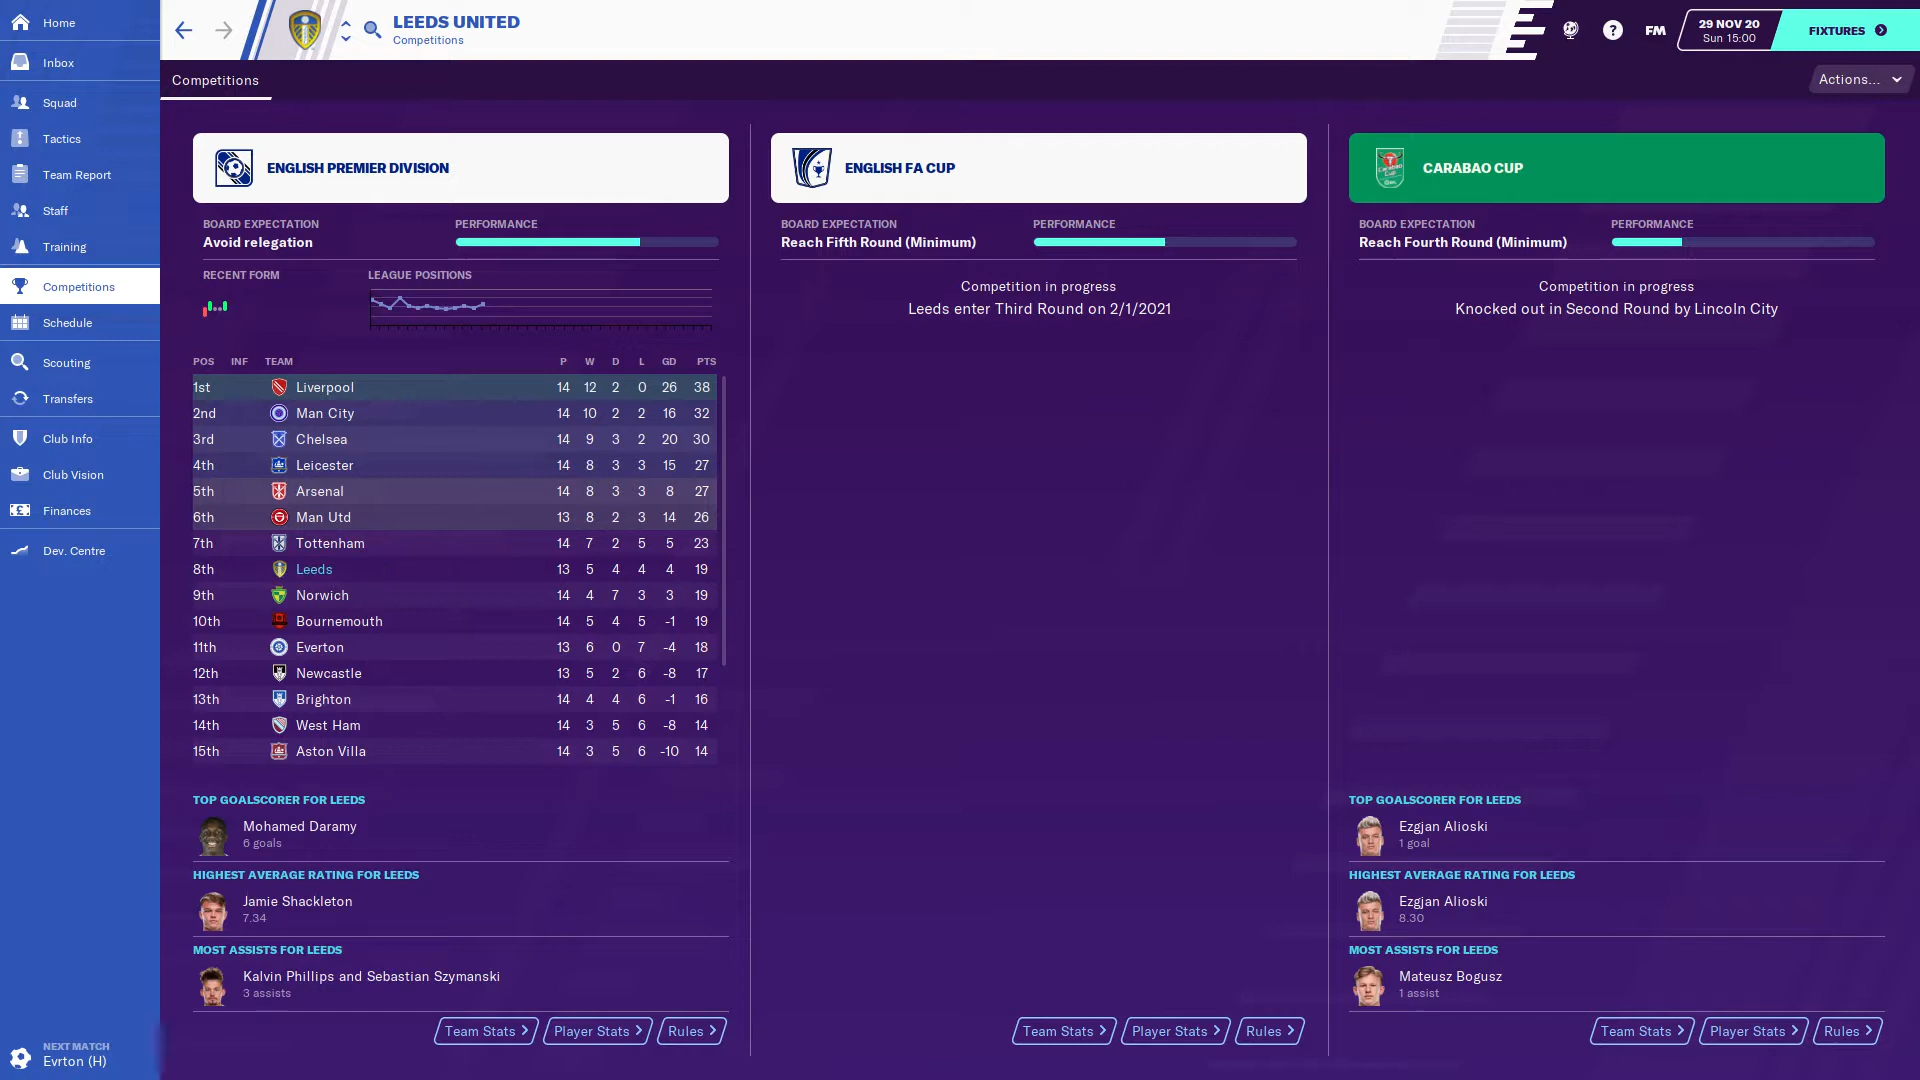 Home
Inbox
Squad
Tactics
Team Report
Staff
Training
Competitions
Schedule
Scouting
Transfers
Club Info
Club Vision
Finances
Dev. Centre
NEXT MATCH
Evrton (H)
LEEDS UNITED
Competitions
?
FM
29 NOV 20
Sun 15:00
FIXTURES
Competitions
Actions...
ENGLISH PREMIER DIVISION
BOARD EXPECTATION PERFORMANCE
Avoid relegation
RECENT FORM LEAGUE POSITIONS
POS INF TEAM P W D L GD PTS
1st Liverpool 14 12 2 0 26 38
2nd Man City 14 10 2 2 16 32
3rd Chelsea 14 9 3 2 20 30
4th Leicester 14 8 3 3 15 27
5th Arsenal 14 8 3 3 8 27
6th Man Utd 13 8 2 3 14 26
7th Tottenham 14 7 2 5 5 23
8th Leeds 13 5 4 4 4 19
9th Norwich 14 4 7 3 3 19
10th Bournemouth 14 5 4 5 -1 19
11th Everton 13 6 0 7 -4 18
12th Newcastle 13 5 2 6 -8 17
13th Brighton 14 4 4 6 -1 16
14th West Ham 14 3 5 6 -8 14
15th Aston Villa 14 3 5 6 -10 14
TOP GOALSCORER FOR LEEDS
Mohamed Daramy
6 goals
HIGHEST AVERAGE RATING FOR LEEDS
Jamie Shackleton
7.34
MOST ASSISTS FOR LEEDS
Kalvin Phillips and Sebastian Szymanski
3 assists
Team Stats Player Stats Rules
ENGLISH FA CUP
BOARD EXPECTATION PERFORMANCE
Reach Fifth Round (Minimum)
Competition in progress
Leeds enter Third Round on 2/1/2021
Team Stats Player Stats Rules
Carabao Cup
CARABAO CUP
BOARD EXPECTATION PERFORMANCE
Reach Fourth Round (Minimum)
Competition in progress
Knocked out in Second Round by Lincoln City
TOP GOALSCORER FOR LEEDS
Ezgjan Alioski
1 goal
HIGHEST AVERAGE RATING FOR LEEDS
Ezgjan Alioski
8.30
MOST ASSISTS FOR LEEDS
Mateusz Bogusz
1 assist
Team Stats Player Stats Rules